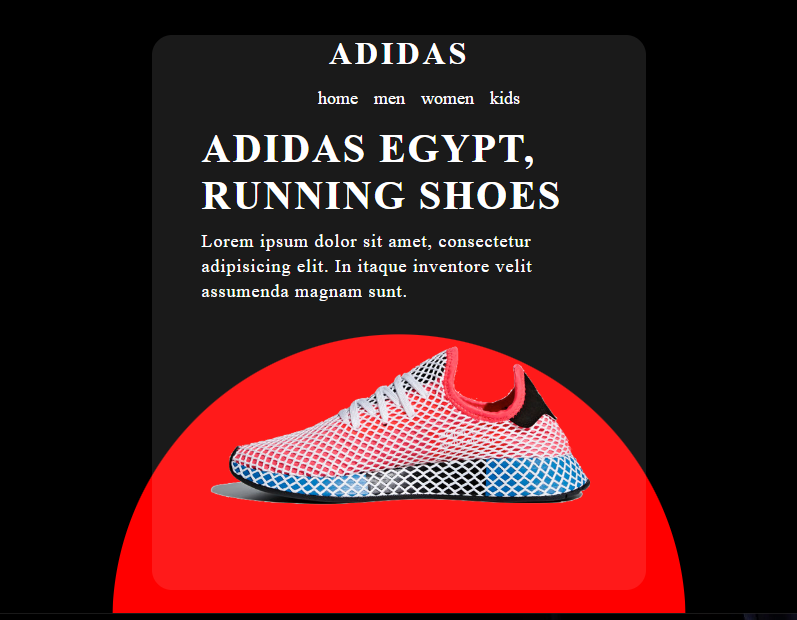 ADIDAS
home men women kids
ADIDAS EGYPT,
RUNNING SHOES
Lorem ipsum dolor sit amet, consectetur
adipisicing elit. In itaque inventore velit
assumenda magnam sunt.